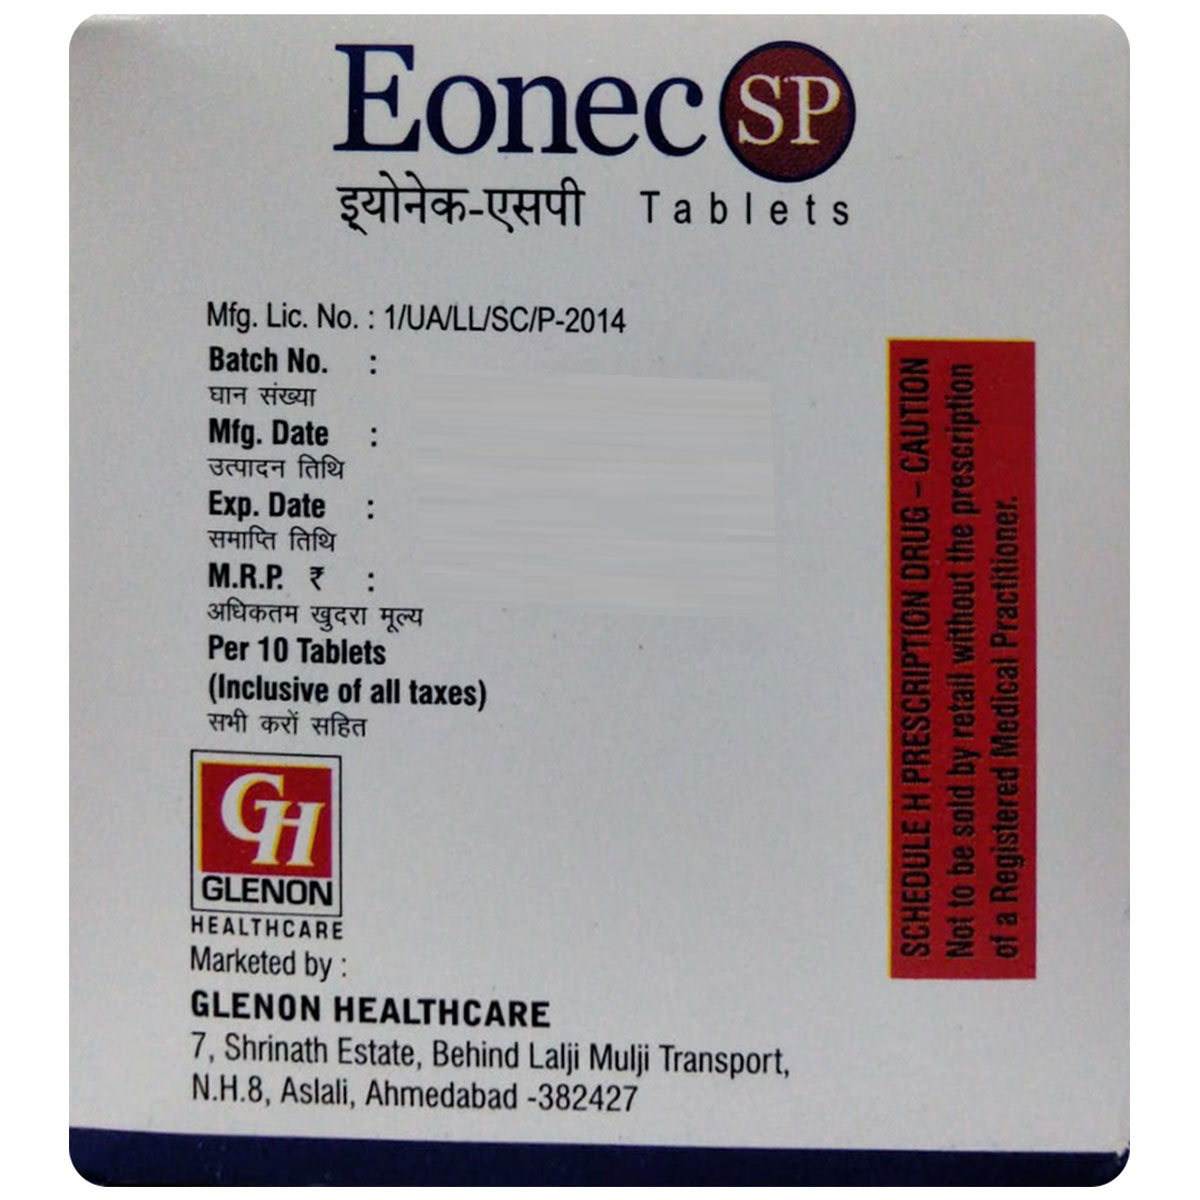 Eonec SP
इ्योनेक-एसपी Tablets
Mfg. Lic. No. : 1/UA/LL/SC/P-2014
Batch No. :
घान संख्या
Mfg. Date :
उत्पादन तिथि
Exp. Date :
समाप्ति तिथि
M.R.P. ₹ :
अधिकतम खुदरा मूल्य
Per 10 Tablets
(Inclusive of all taxes)
सभी करों सहित
GH
GLENON
HEALTHCARE
Marketed by :
GLENON HEALTHCARE
7, Shrinath Estate, Behind Lalji Mulji Transport,
N.H.8, Aslali, Ahmedabad -382427
SCHEDULE H PRESCRIPTION DRUG – CAUTION
Not to be sold by retail without the prescription
of a Registered Medical Practitioner.